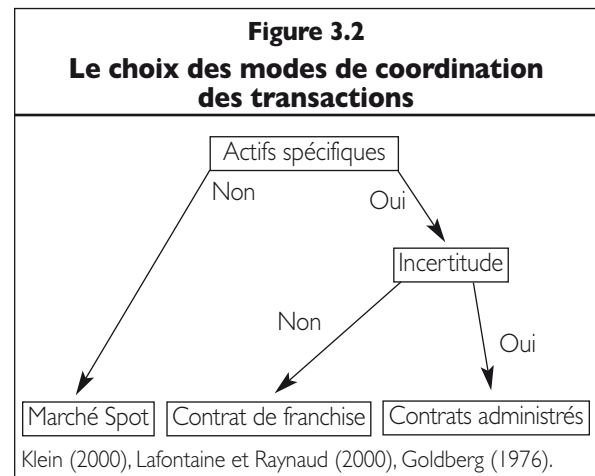 Figure 3.2
Le choix des modes de coordination
des transactions
Actifs spécifiques
Non
Oui
Incertitude
Non
Oui
Marché Spot
Contrat de franchise
Contrats administrés
Klein (2000), Lafontaine et Raynaud (2000), Goldberg (1976).